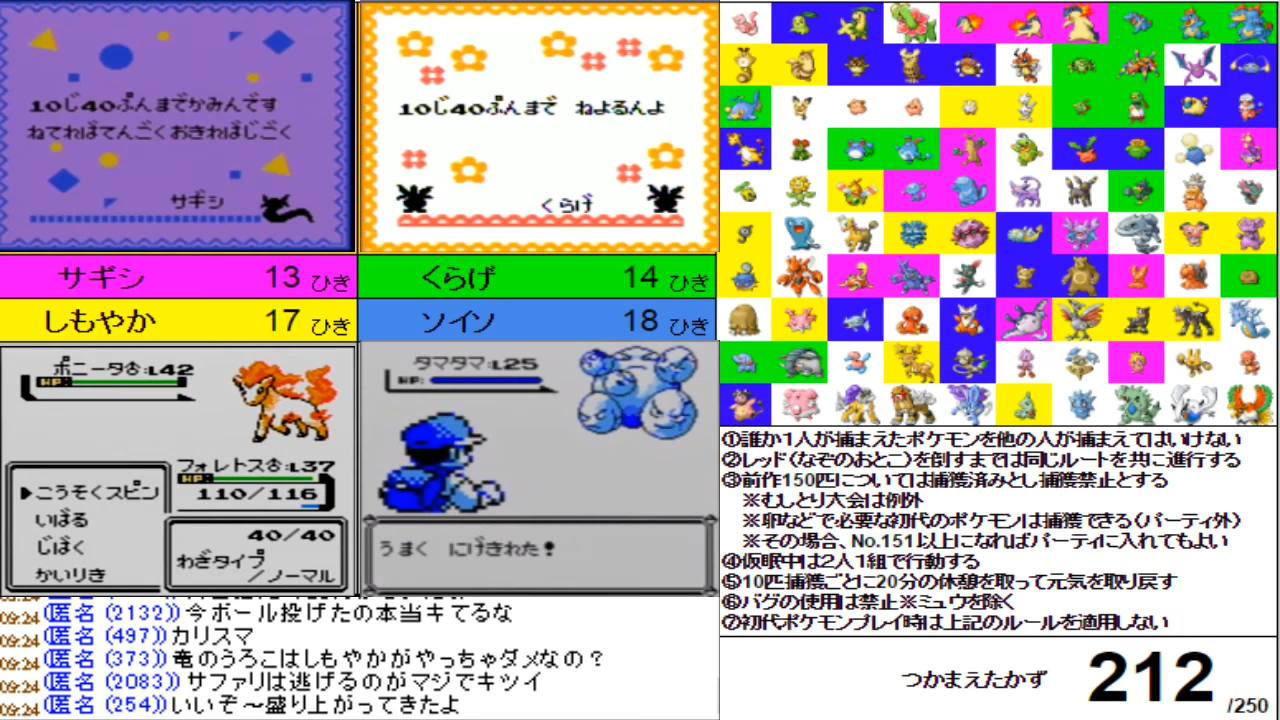 10じ40ぷんまでかみんです
ねてればてんごくおきればじごく
サギシ
10じ40ぷんまで ねよるんよ
くらげ
サギシ 13 ひき
くらげ 14 ひき
しもやか 17 ひき
ソイソ 18 ひき
ポニータ♂:L42
HP:
フォレトス♂:L37
HP:
110/116
▶こうそくスピン
いばる
じばく
かいりき
40/40
わざタイプ
/ノーマル
タマタマ:L25
HP:
うまく にげきれた!
09:24 (匿名 (2132)) 今ボール投げたの本当キてるな
09:24 (匿名 (497)) カリスマ
09:24 (匿名 (373)) 竜のうろこはしもやかがやっちゃダメなの?
09:24 (匿名 (2083)) サファリは逃げるのがマジでキツイ
09:24 (匿名 (254)) いいぞ～盛り上がってきたよ
①誰か1人が捕まえたポケモンを他の人が捕まえてはいけない
②レッド(なぞのおとこ)を倒すまでは同じルートを共に進行する
③前作150匹については捕獲済みとし捕獲禁止とする
※むしとり大会は例外
※卵などで必要な初代のポケモンは捕獲できる(パーティ外)
※その場合、No.151以上になればパーティに入れてもよい
④仮眠中は2人1組で行動する
⑤10匹捕獲ごとに20分の休憩を取って元気を取り戻す
⑥バグの使用は禁止※ミュウを除く
⑦初代ポケモンプレイ時は上記のルールを適用しない
つかまえたかず 212 /250